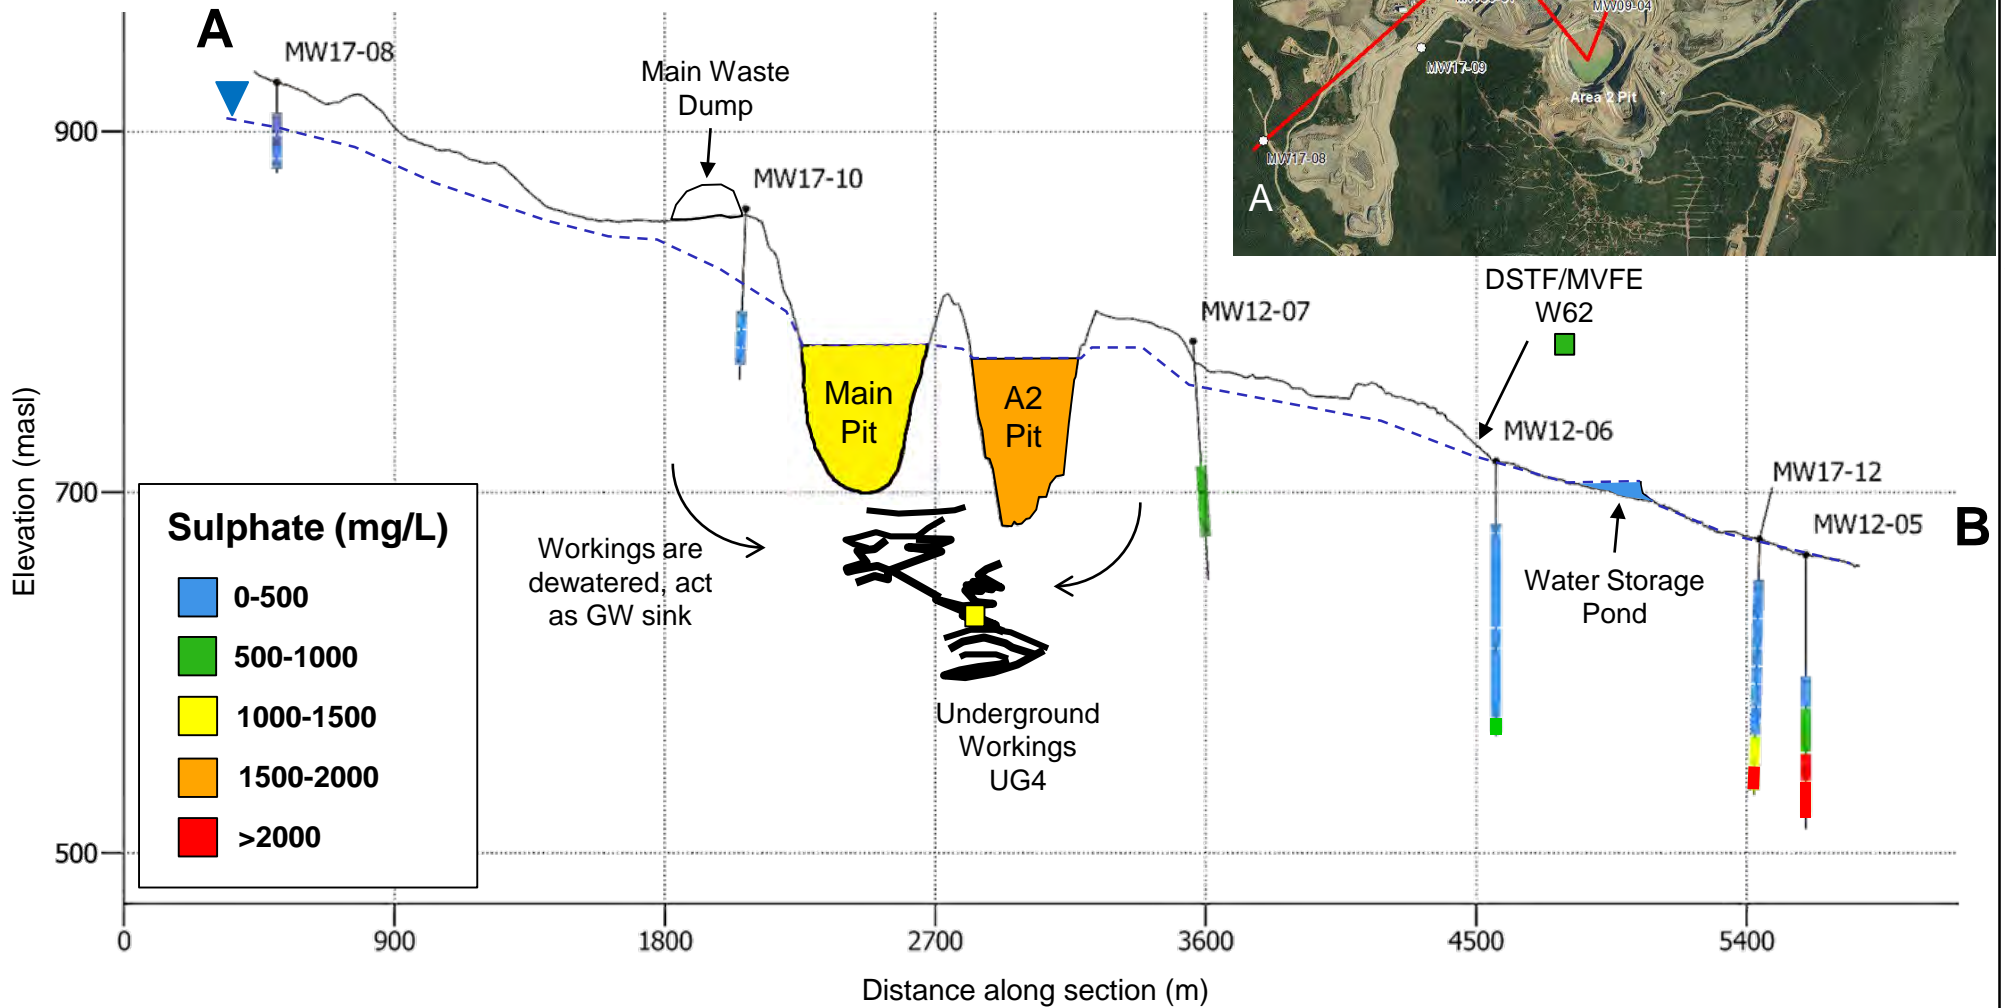 A
MW17-08
Main Waste
Dump
MW17-10
MW09-04
MW17-09
Area 2 Pit
MW17-08
A
DSTF/MVFE
W62
MW12-07
MW12-06
MW17-12
MW12-05
B
900
700
500
Elevation (masl)
Main
Pit
A2
Pit
Workings are
dewatered, act
as GW sink
Water Storage
Pond
Underground
Workings
UG4
Sulphate (mg/L)
0-500
500-1000
1000-1500
1500-2000
>2000
0
900
1800
2700
3600
4500
5400
Distance along section (m)